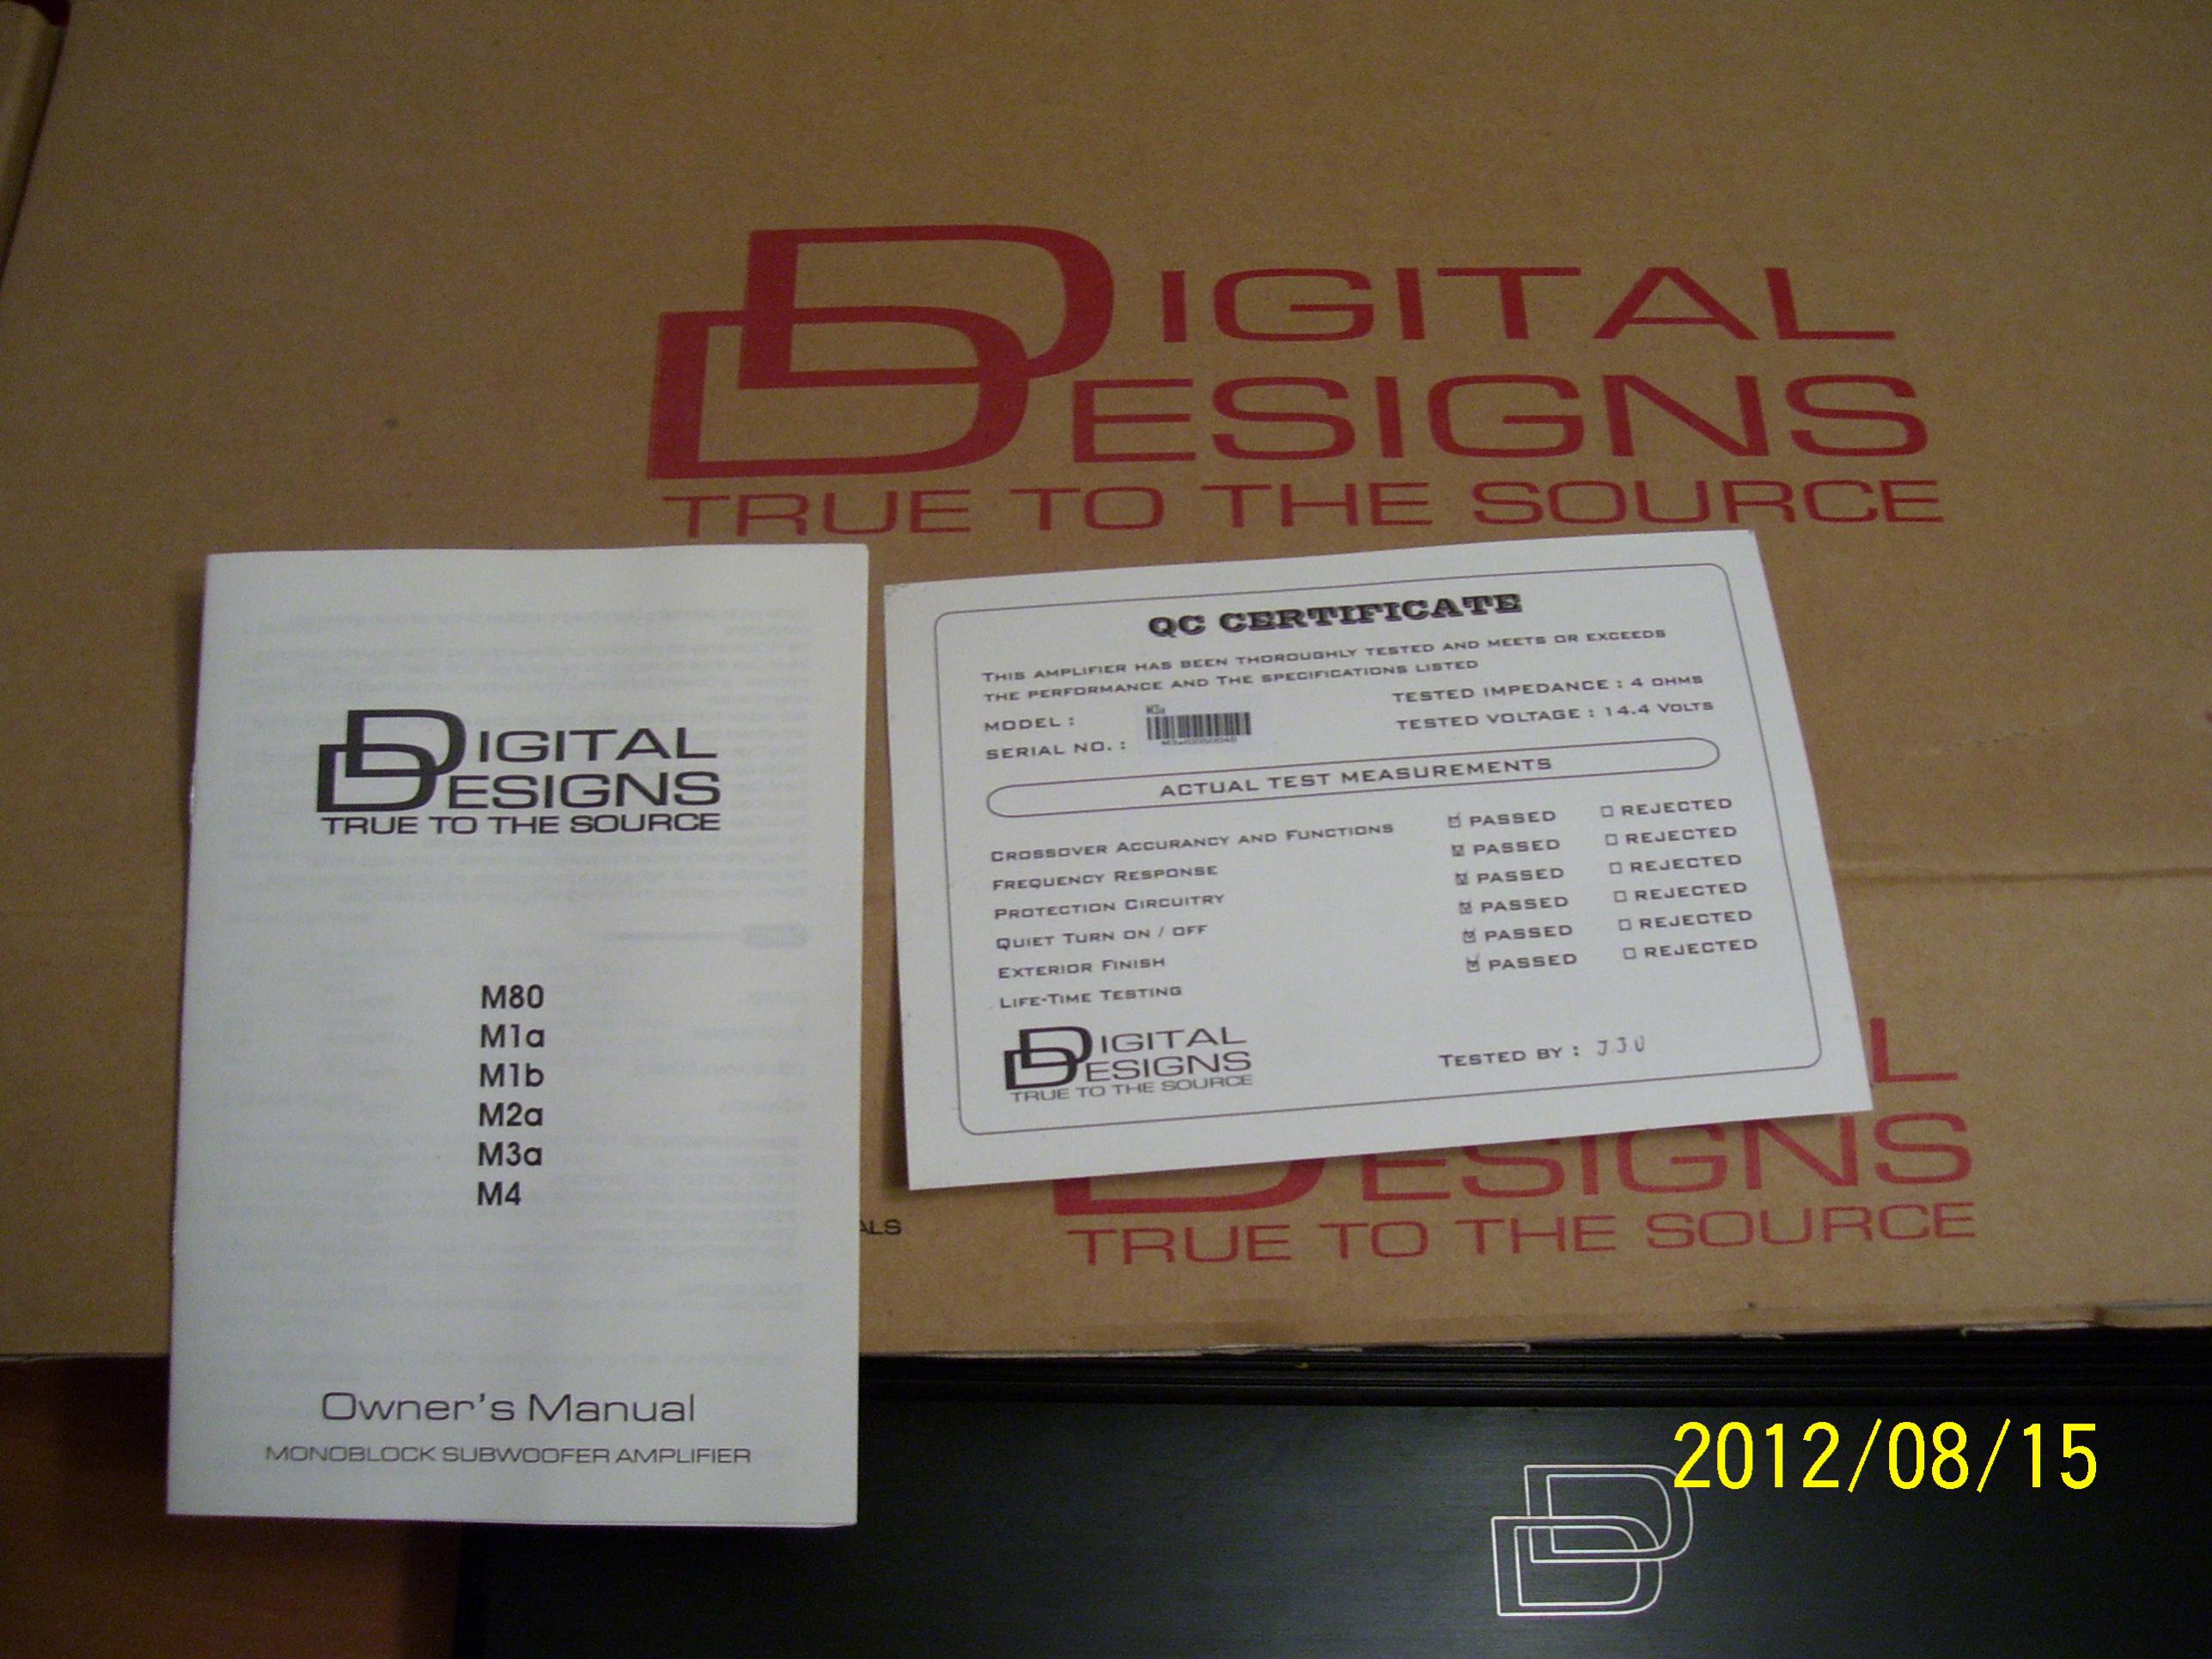 DIGITAL
DESIGNS
TRUE TO THE SOURCE
DIGITAL
DESIGNS
TRUE TO THE SOURCE
M80
M1a
M1b
M2a
M3a
M4
Owner's Manual
MONOBLOCK SUBWOOFER AMPLIFIER
QC CERTIFICATE
THIS AMPLIFIER HAS BEEN THOROUGHLY TESTED AND MEETS OR EXCEEDS
THE PERFORMANCE AND THE SPECIFICATIONS LISTED
MODEL : M3a
TESTED IMPEDANCE : 4 OHMS
SERIAL NO. :
TESTED VOLTAGE : 14.4 VOLTS
ACTUAL TEST MEASUREMENTS
CROSSOVER ACCURANCY AND FUNCTIONS PASSED REJECTED
FREQUENCY RESPONSE PASSED REJECTED
PROTECTION CIRCUITRY PASSED REJECTED
QUIET TURN ON / OFF PASSED REJECTED
EXTERIOR FINISH PASSED REJECTED
LIFE-TIME TESTING PASSED REJECTED
DIGITAL
DESIGNS
TRUE TO THE SOURCE
TESTED BY : JJU
L
DESIGNS
TRUE TO THE SOURCE
ALS
DD
2012/08/15